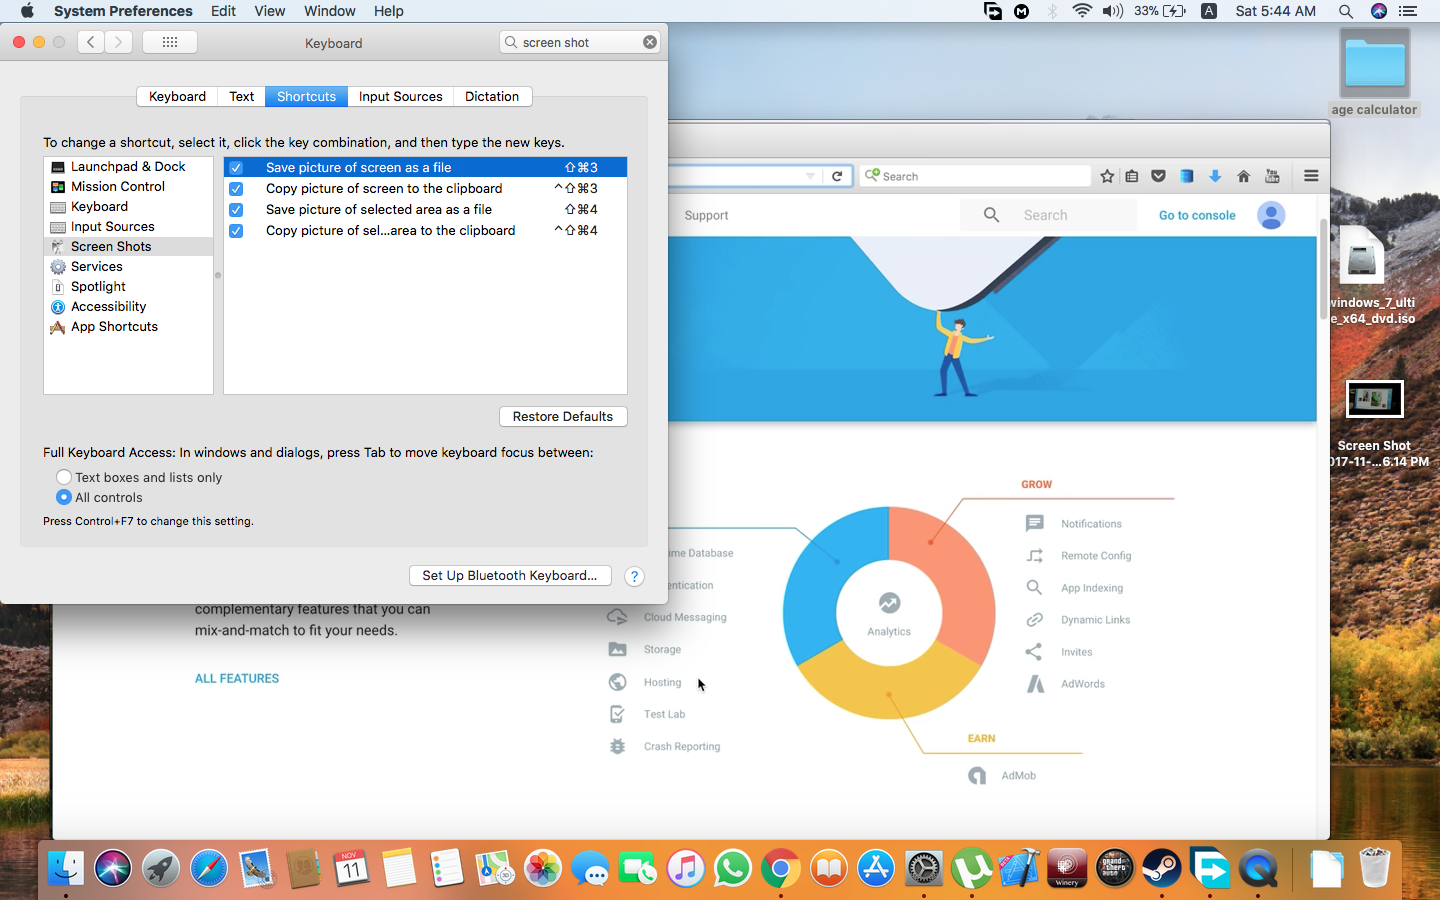 System Preferences Edit View Window Help
33% A Sat 5:44 AM
Keyboard
screen shot
Keyboard Text Shortcuts Input Sources Dictation
To change a shortcut, select it, click the key combination, and then type the new keys.
Launchpad & Dock
Mission Control
Keyboard
Input Sources
Screen Shots
Services
Spotlight
Accessibility
App Shortcuts
Save picture of screen as a file ⇧⌘3
Copy picture of screen to the clipboard ^⇧⌘3
Save picture of selected area as a file ⇧⌘4
Copy picture of sel...area to the clipboard ^⇧⌘4
Restore Defaults
Full Keyboard Access: In windows and dialogs, press Tab to move keyboard focus between:
Text boxes and lists only
All controls
Press Control+F7 to change this setting.
Set Up Bluetooth Keyboard... ?
Search
You Tube
Support
Search
Go to console
complementary features that you can
mix-and-match to fit your needs.
ALL FEATURES
ime Database
entication
Cloud Messaging
Storage
Hosting
Test Lab
Crash Reporting
Analytics
GROW
Notifications
Remote Config
App Indexing
Dynamic Links
Invites
AdWords
EARN
AdMob
age calculator
windows_7_ulti
e_x64_dvd.iso
Screen Shot
017-11-...6.14 PM
NOV
11
Winery